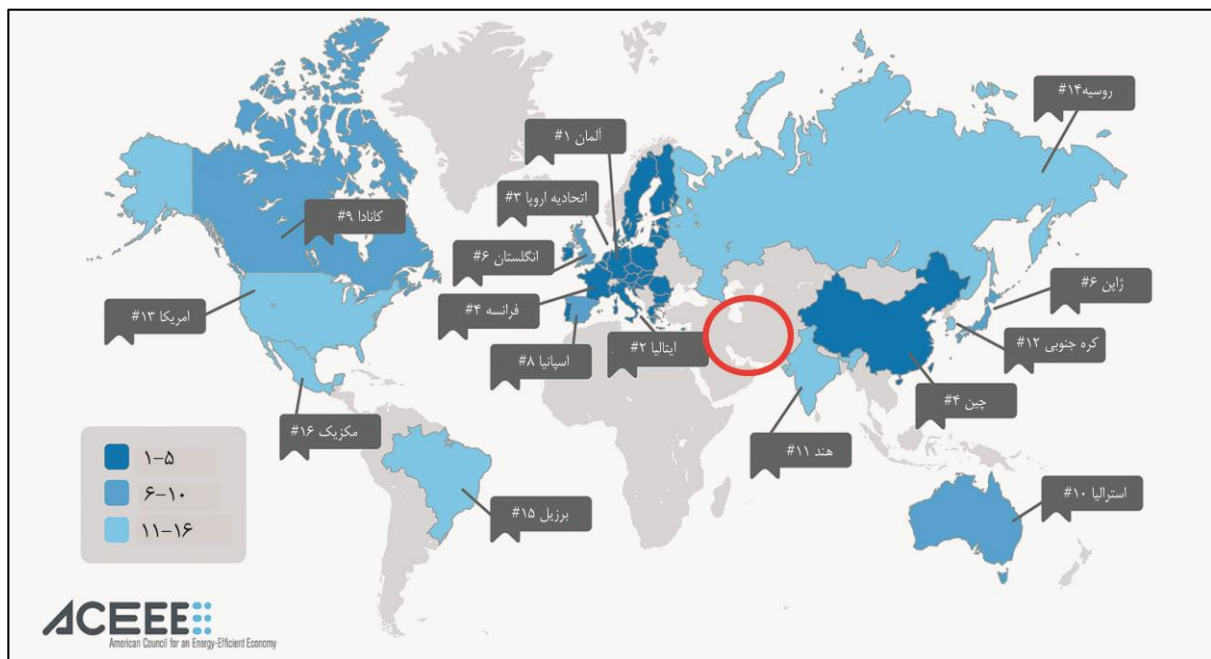 روسیه #۱۴
آلمان #۱
اتحادیه اروپا #۳
کانادا #۹
انگلستان #۶
ژاپن #۶
فرانسه #۴
امریکا #۱۳
کره جنوبی #۱۲
ایتالیا #۲
اسپانیا #۸
چین #۴
مکزیک #۱۶
هند #۱۱
۱-۵
۶-۱۰
۱۱-۱۶
استرالیا #۱۰
برزیل #۱۵
ACEEE
American Council for an Energy-Efficient Economy